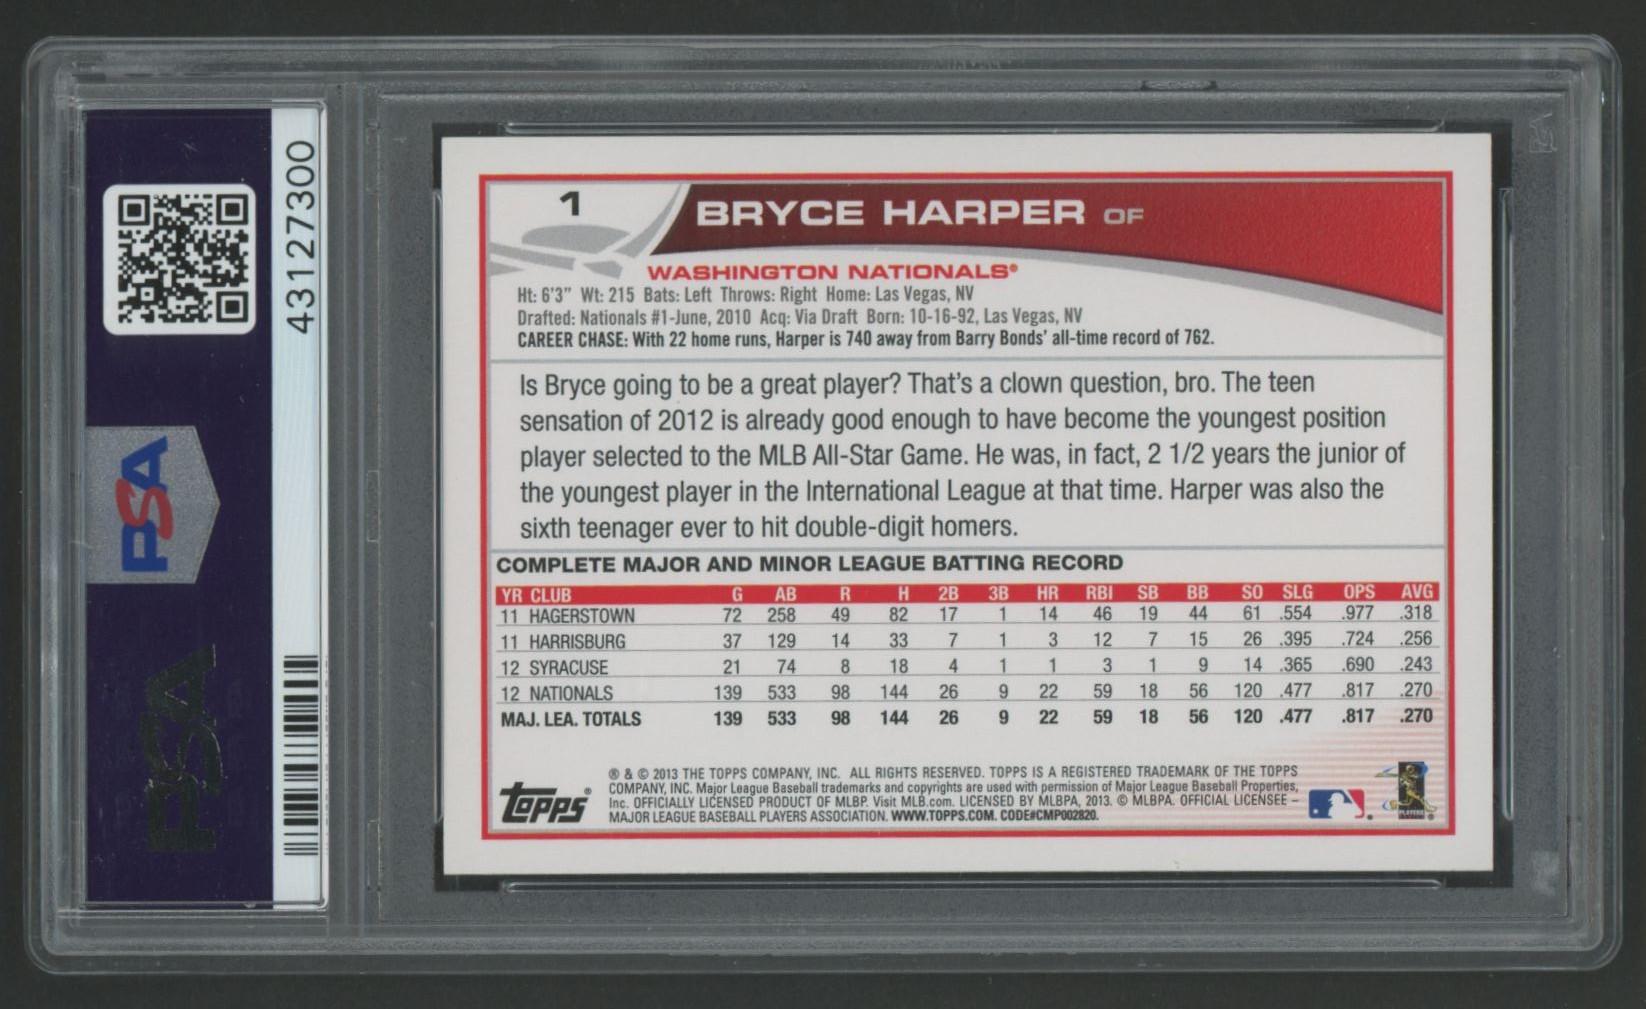 43127300
PSA
PSA
1
BRYCE HARPER OF
WASHINGTON NATIONALS®
Ht: 6'3" Wt: 215 Bats: Left Throws: Right Home: Las Vegas, NV
Drafted: Nationals #1-June, 2010 Acq: Via Draft Born: 10-16-92, Las Vegas, NV
CAREER CHASE: With 22 home runs, Harper is 740 away from Barry Bonds' all-time record of 762.
Is Bryce going to be a great player? That's a clown question, bro. The teen
sensation of 2012 is already good enough to have become the youngest position
player selected to the MLB All-Star Game. He was, in fact, 2 1/2 years the junior of
the youngest player in the International League at that time. Harper was also the
sixth teenager ever to hit double-digit homers.
COMPLETE MAJOR AND MINOR LEAGUE BATTING RECORD
YR CLUB G AB R H 2B 3B HR RBI SB BB SO SLG OPS AVG
11 HAGERSTOWN 72 258 49 82 17 1 14 46 19 44 61 .554 .977 .318
11 HARRISBURG 37 129 14 33 7 1 3 12 7 15 26 .395 .724 .256
12 SYRACUSE 21 74 8 18 4 1 1 3 1 9 14 .365 .690 .243
12 NATIONALS 139 533 98 144 26 9 22 59 18 56 120 .477 .817 .270
MAJ. LEA. TOTALS 139 533 98 144 26 9 22 59 18 56 120 .477 .817 .270
Topps®
® & © 2013 THE TOPPS COMPANY, INC. ALL RIGHTS RESERVED. TOPPS IS A REGISTERED TRADEMARK OF THE TOPPS
COMPANY, INC. Major League Baseball trademarks and copyrights are used with permission of Major League Baseball Properties,
Inc. OFFICIALLY LICENSED PRODUCT OF MLBP. Visit MLB.com. LICENSED BY MLBPA, 2013. © MLBPA. OFFICIAL LICENSEE –
MAJOR LEAGUE BASEBALL PLAYERS ASSOCIATION. WWW.TOPPS.COM. CODE#CMP002820.